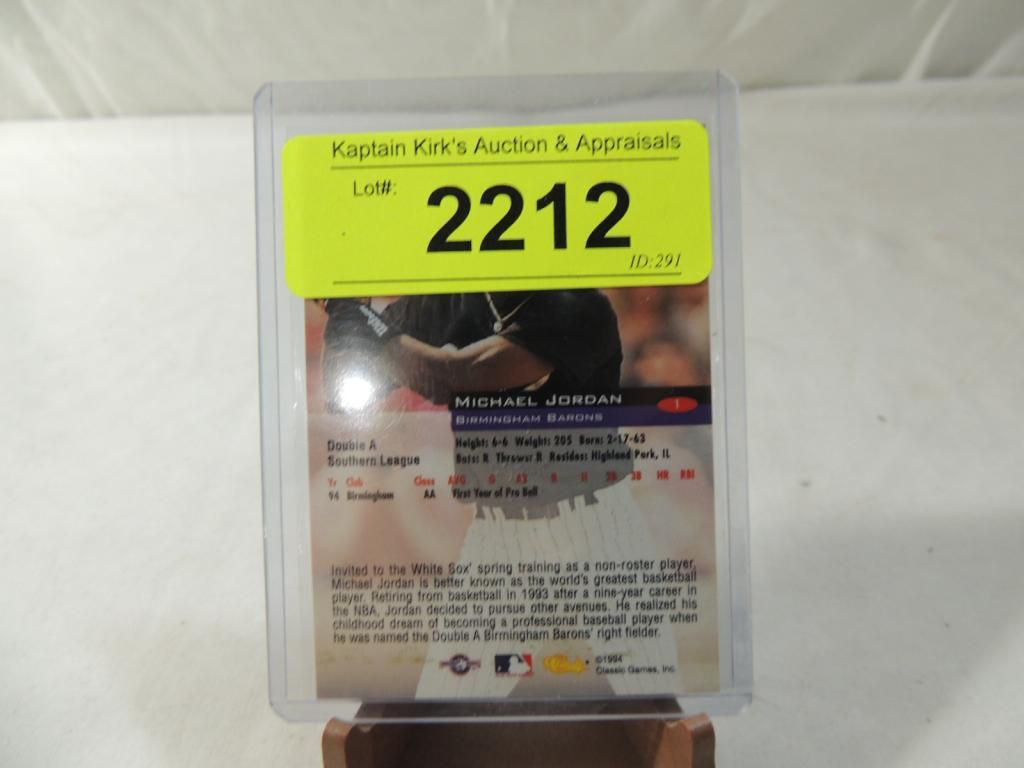 Kaptain Kirk's Auction & Appraisals
Lot#:
2212
ID:291
Wilson
MICHAEL JORDAN
1
BIRMINGHAM BARONS
Double A
Southern League
Height: 6-6 Weight: 205 Born: 2-17-63
Bats: R Throws: R Resides: Highland Park, IL
Yr Club Class AVG G AB R H 2B 3B HR RBI
94 Birmingham AA First Year of Pro Ball
Invited to the White Sox' spring training as a non-roster player,
Michael Jordan is better known as the world's greatest basketball
player. Retiring from basketball in 1993 after a nine-year career in
the NBA, Jordan decided to pursue other avenues. He realized his
childhood dream of becoming a professional baseball player when
he was named the Double A Birmingham Barons' right fielder.
Classic
©1994
Classic Games, Inc.